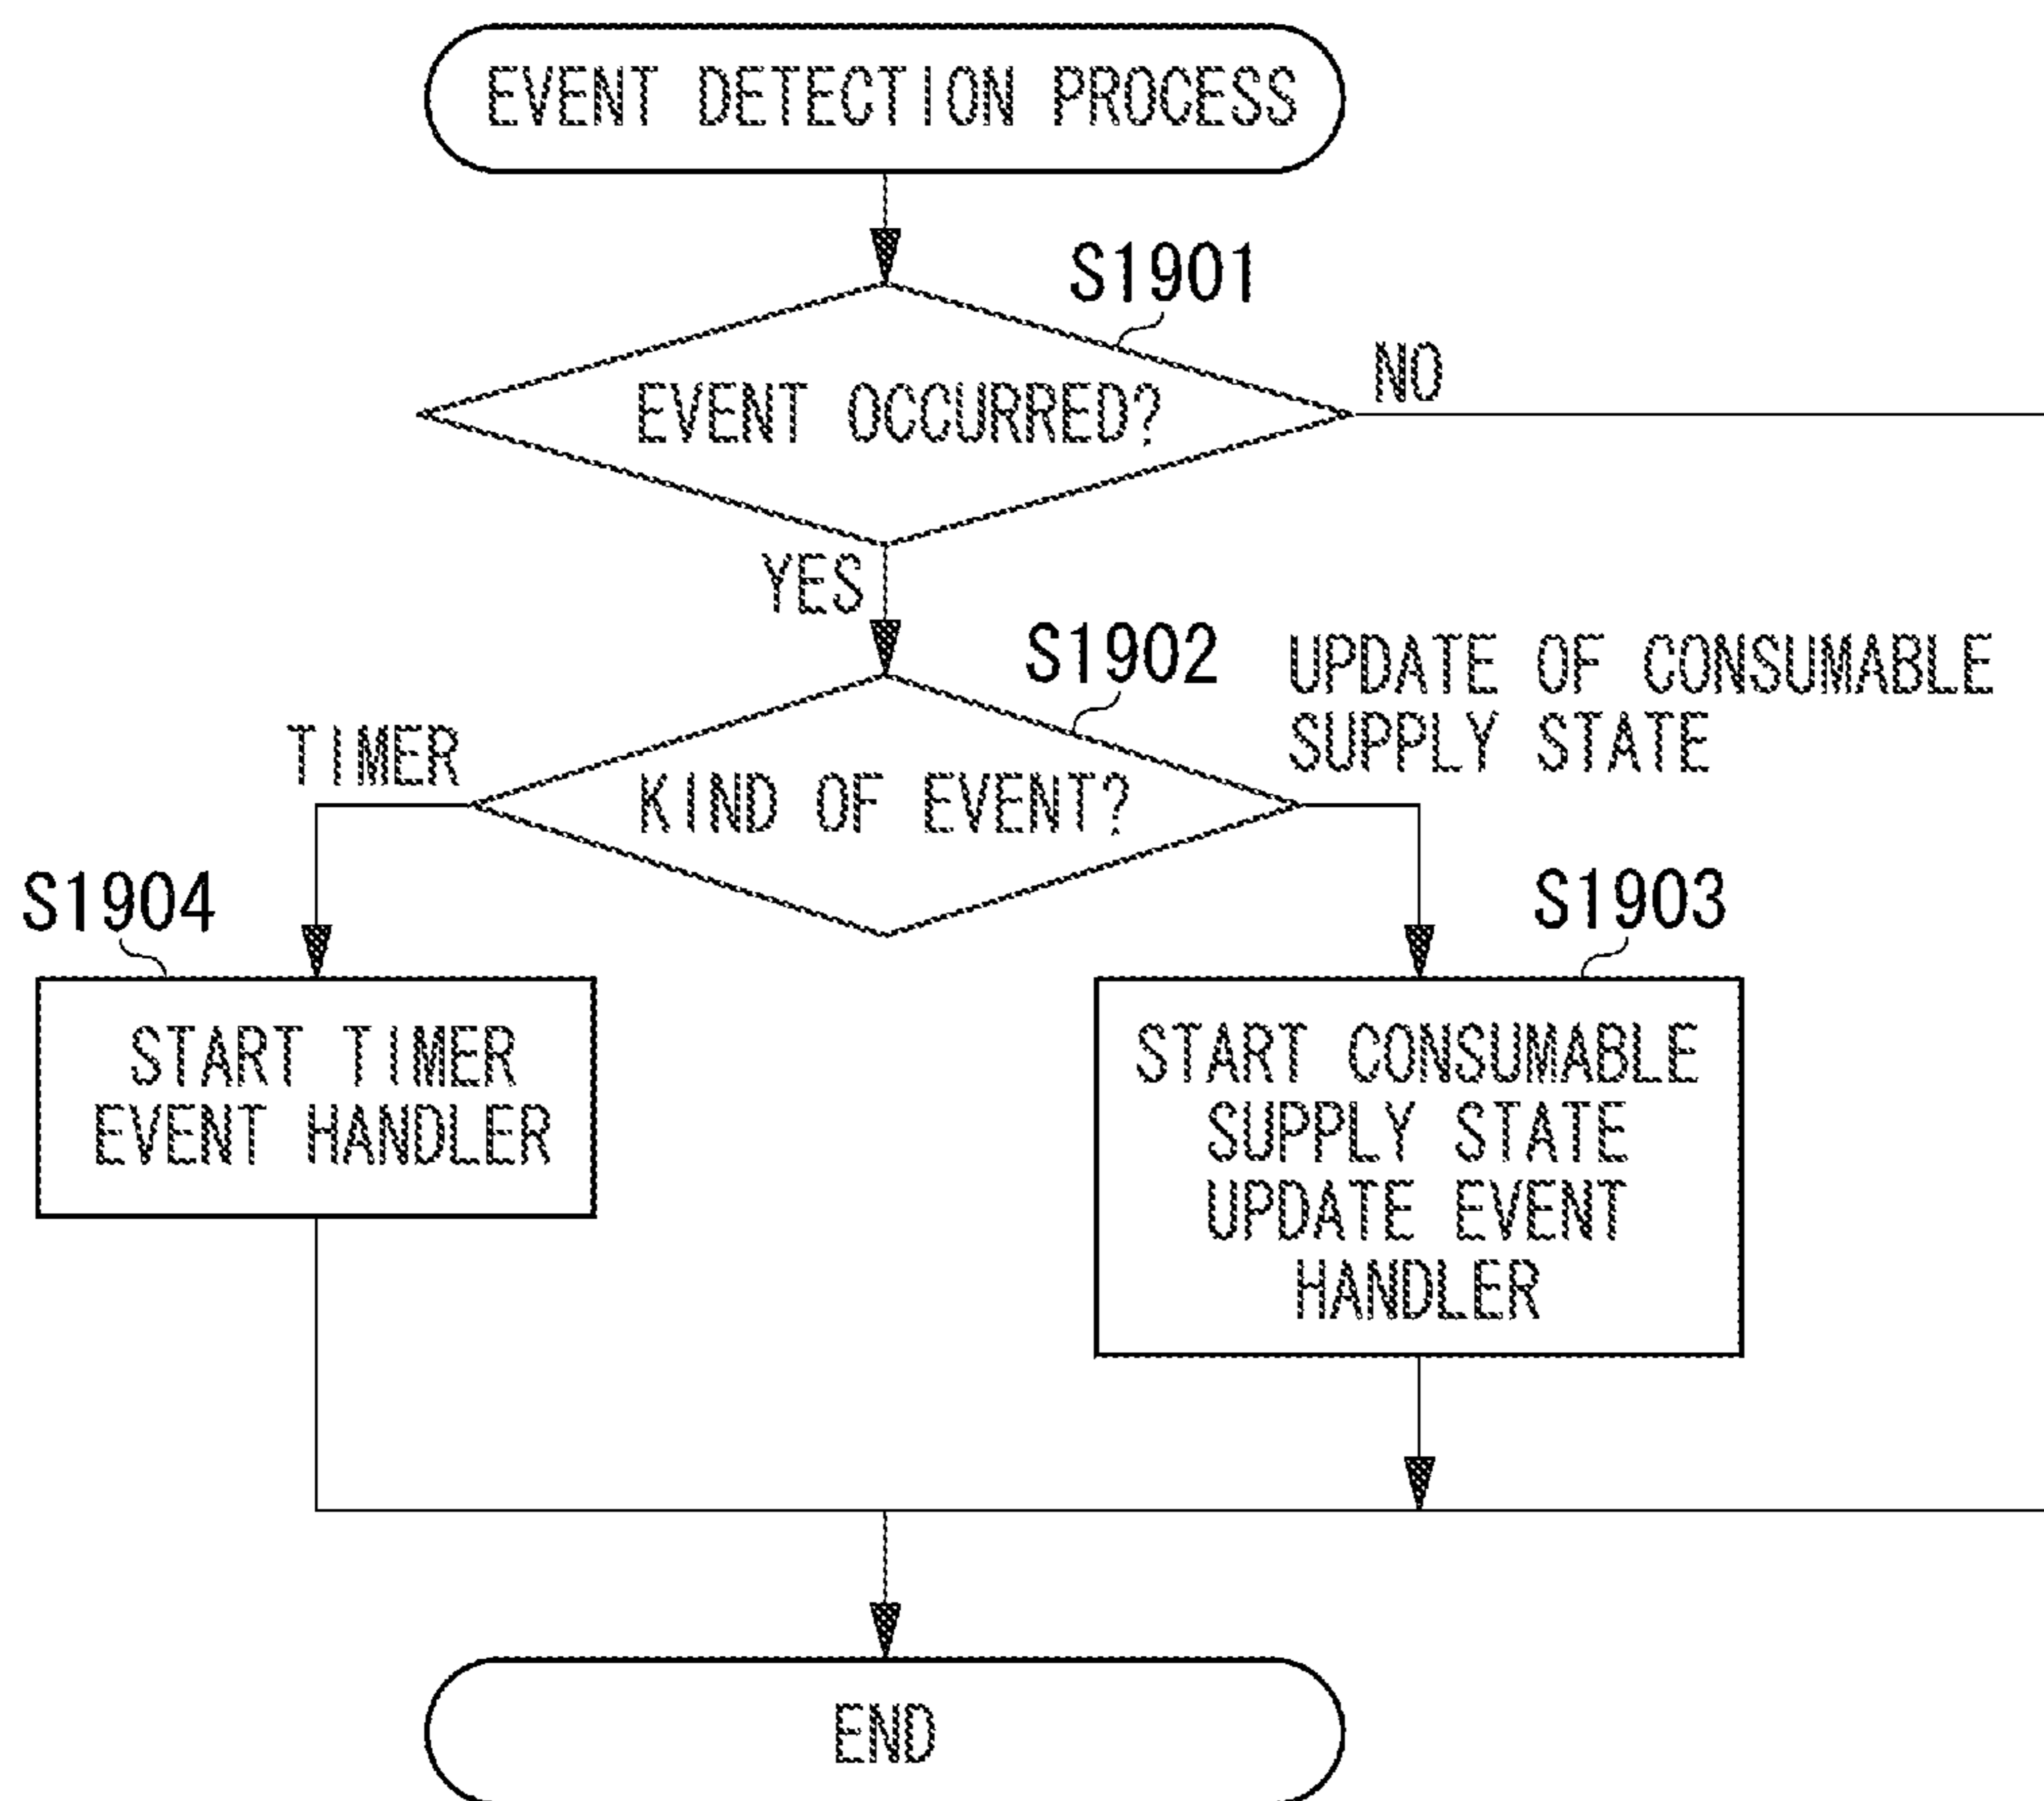 EVENT DETECTION PROCESS
S1901
EVENT OCCURRED?
NO
YES
S1902
UPDATE OF CONSUMABLE
SUPPLY STATE
TIMER
KIND OF EVENT?
S1904
START TIMER
EVENT HANDLER
S1903
START CONSUMABLE
SUPPLY STATE
UPDATE EVENT
HANDLER
END